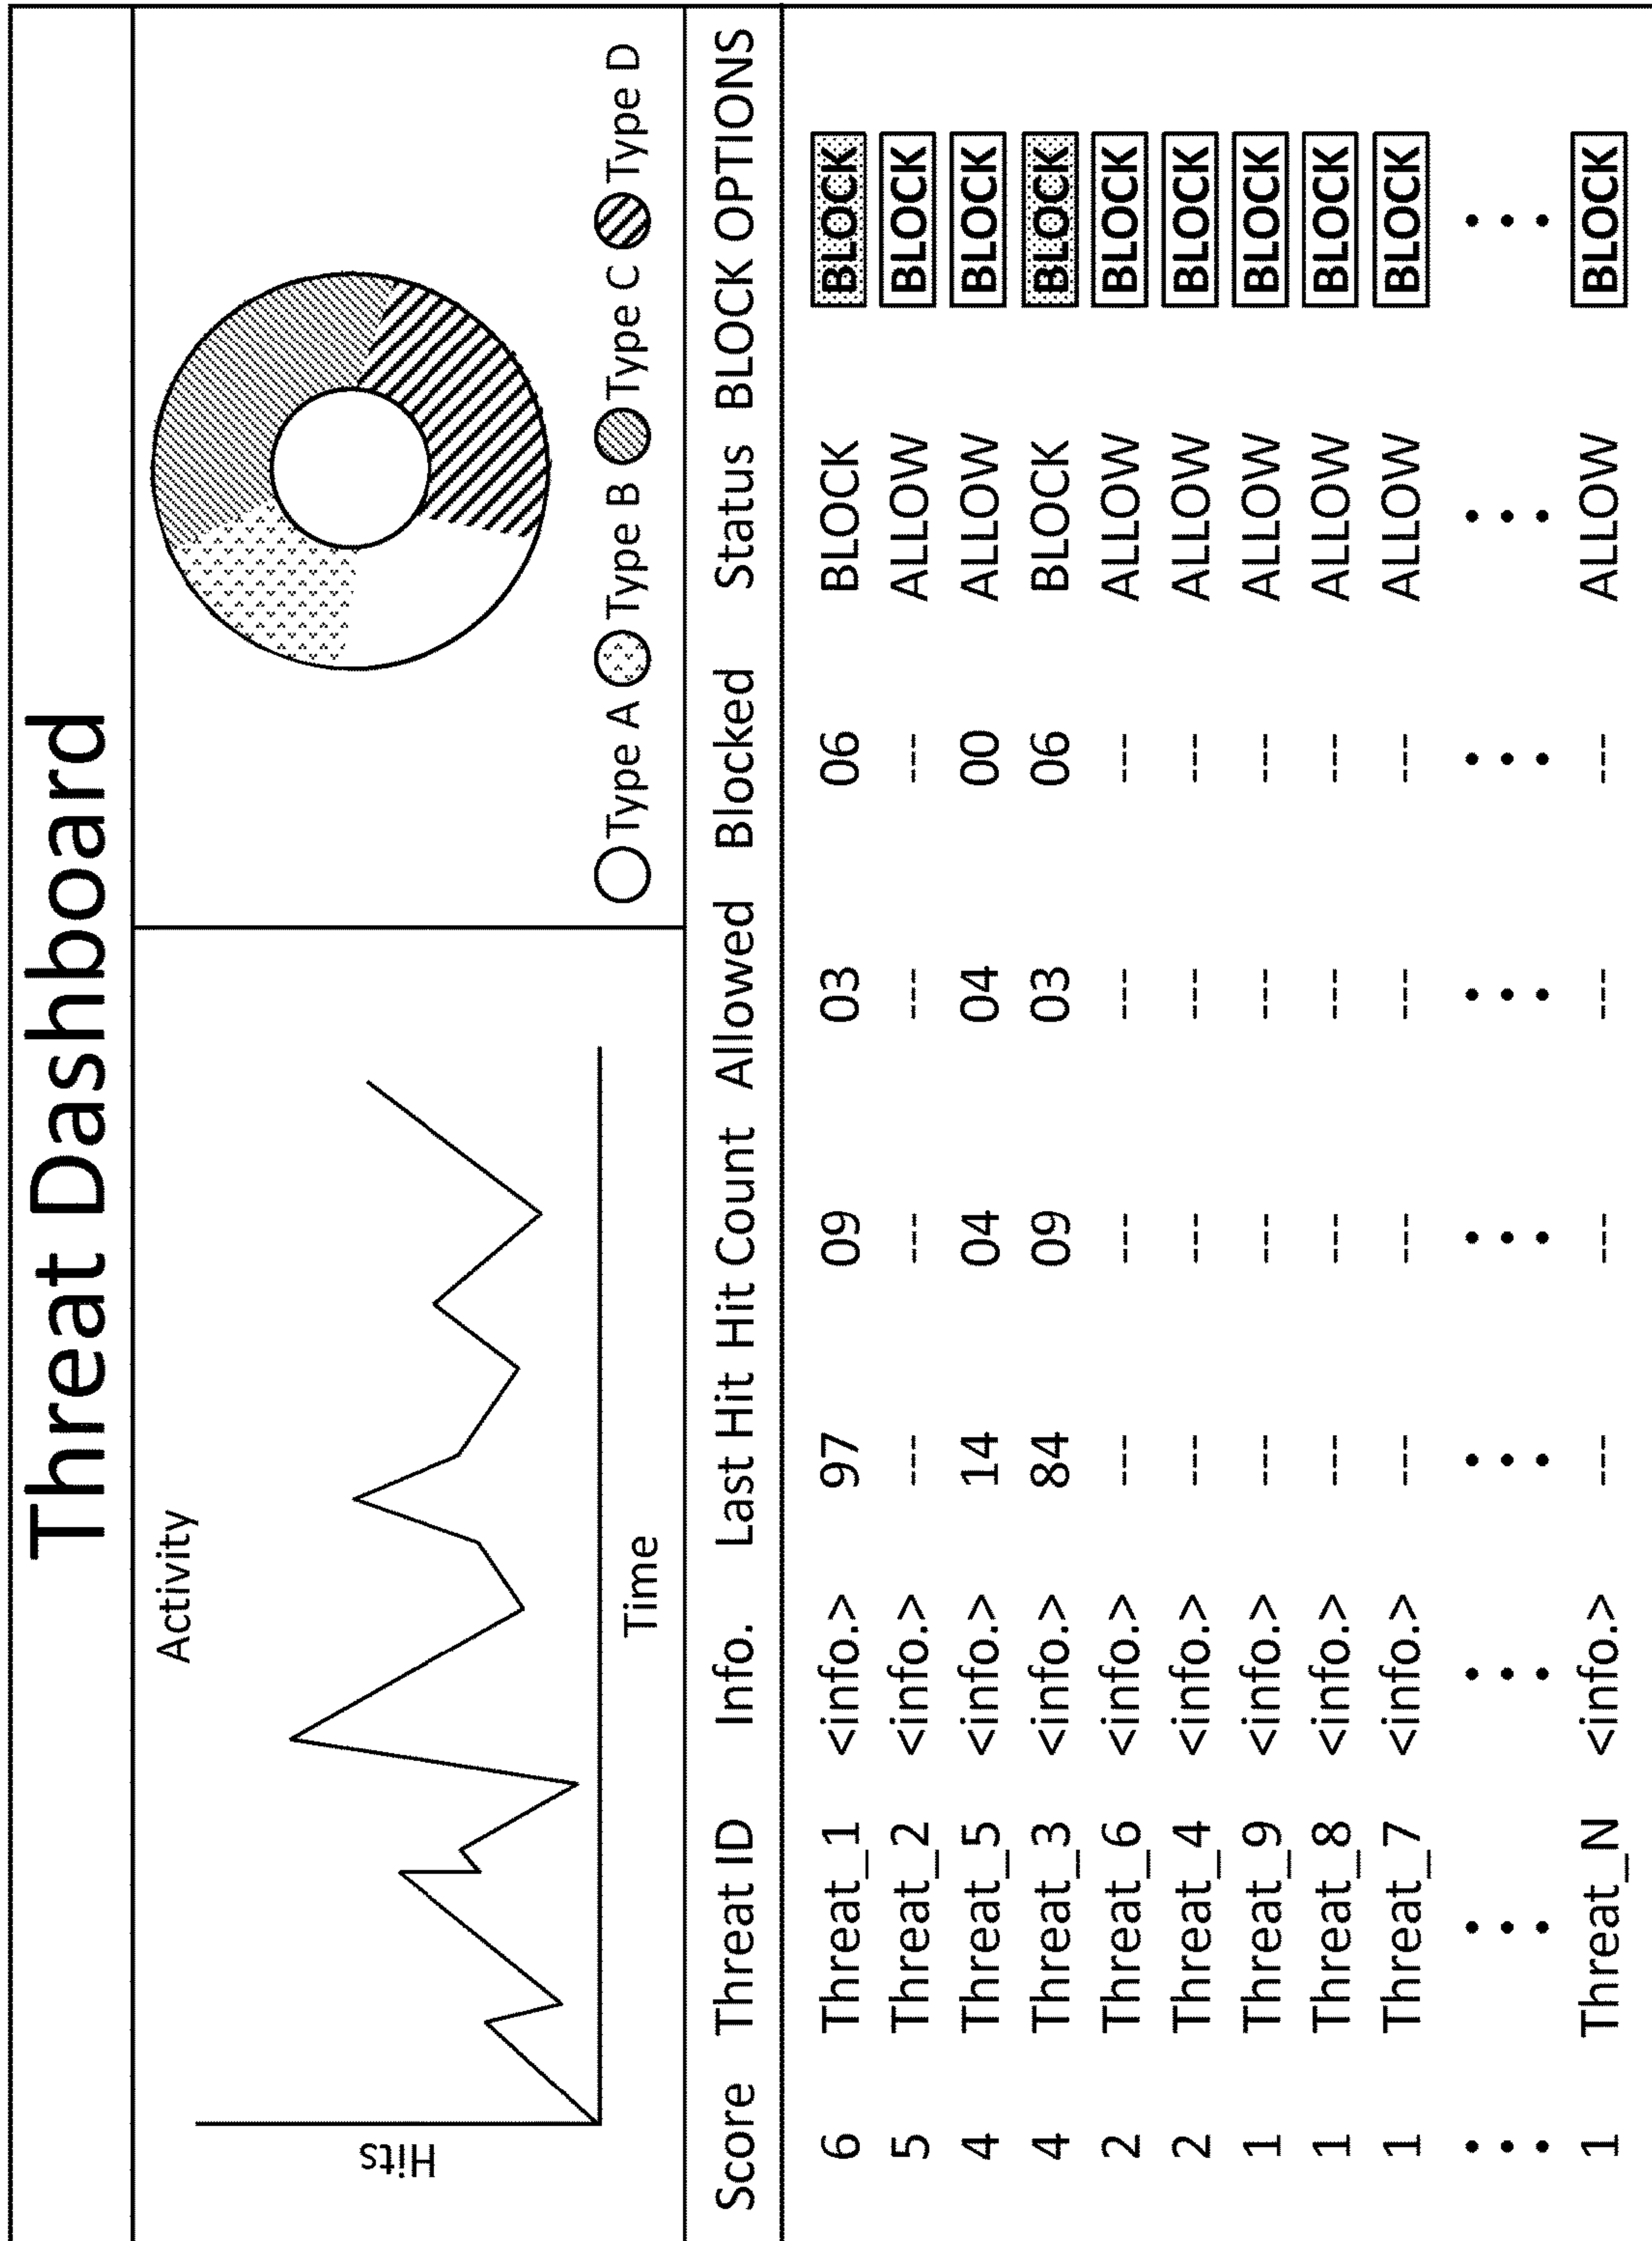 Threat Dashboard
Activity
Hits
Time
Type A Type B Type C Type D
Score Threat ID Info. Last Hit Hit Count Allowed Blocked Status BLOCK OPTIONS
6 Threat_1 <info.> 97 09 03 06 BLOCK BLOCK
5 Threat_2 <info.> --- --- --- --- ALLOW BLOCK
4 Threat_5 <info.> 14 04 04 00 ALLOW BLOCK
4 Threat_3 <info.> 84 09 03 06 BLOCK BLOCK
2 Threat_6 <info.> --- --- --- --- ALLOW BLOCK
2 Threat_4 <info.> --- --- --- --- ALLOW BLOCK
1 Threat_9 <info.> --- --- --- --- ALLOW BLOCK
1 Threat_8 <info.> --- --- --- --- ALLOW BLOCK
1 Threat_7 <info.> --- --- --- --- ALLOW BLOCK
1 Threat_N <info.> --- --- --- --- ALLOW BLOCK